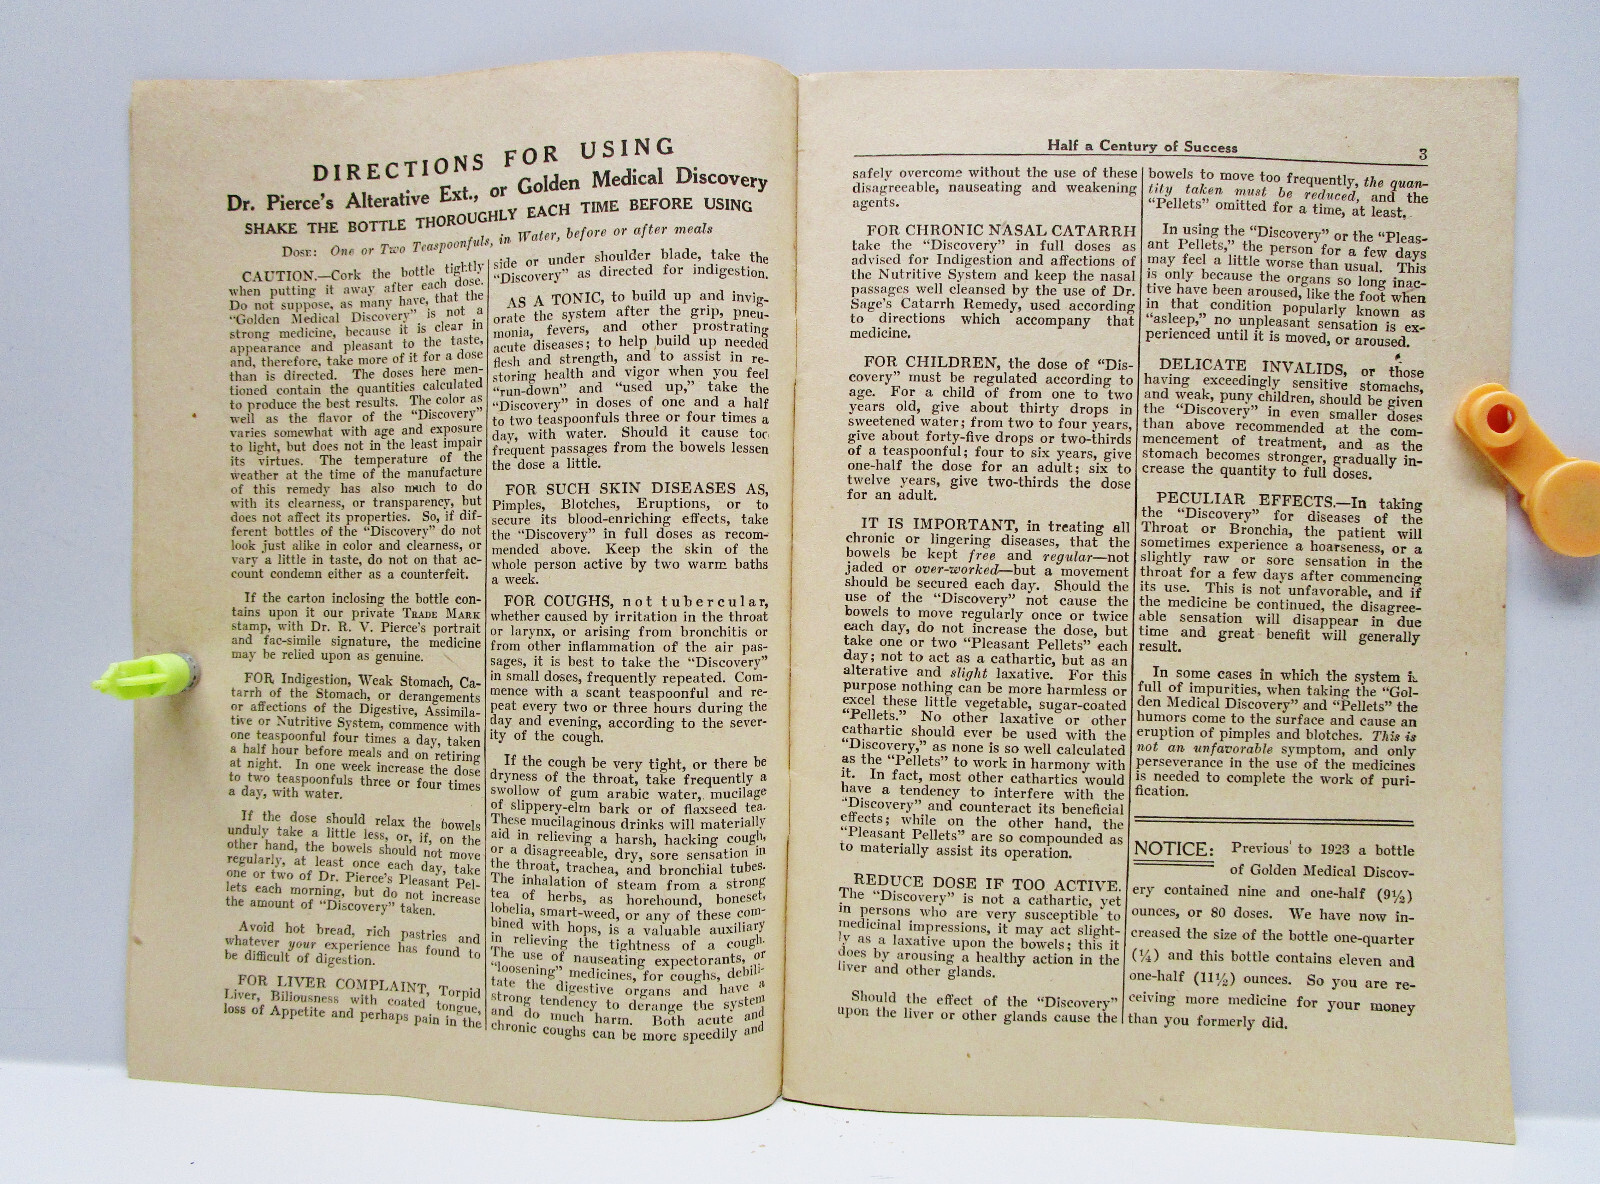 DIRECTIONS FOR USING
Dr. Pierce's Alterative Ext., or Golden Medical Discovery
SHAKE THE BOTTLE THOROUGHLY EACH TIME BEFORE USING
DOSE: One or Two Teaspoonfuls, in Water, before or after meals
CAUTION.—Cork the bottle tightly
when putting it away after each dose.
Do not suppose, as many have, that the
"Golden Medical Discovery" is not a
strong medicine, because it is clear in
appearance and pleasant to the taste,
and, therefore, take more of it for a dose
than is directed. The doses here men-
tioned contain the quantities calculated
to produce the best results. The color as
well as the flavor of the "Discovery"
varies somewhat with age and exposure
to light, but does not in the least impair
its virtues. The temperature of the
weather at the time of the manufacture
of this remedy has also much to do
with its clearness, or transparency, but
does not affect its properties. So, if dif-
ferent bottles of the "Discovery" do not
look just alike in color and clearness, or
vary a little in taste, do not on that ac-
count condemn either as a counterfeit.
If the carton inclosing the bottle con-
tains upon it our private TRADE MARK
stamp, with Dr. R. V. Pierce's portrait
and fac-simile signature, the medicine
may be relied upon as genuine.
FOR Indigestion, Weak Stomach, Ca-
tarrh of the Stomach, or derangements
or affections of the Digestive, Assimila-
tive or Nutritive System, commence with
one teaspoonful four times a day, taken
a half hour before meals and on retiring
at night. In one week increase the dose
to two teaspoonfuls three or four times
a day, with water.
If the dose should relax the bowels
unduly take a little less, or, if, on the
other hand, the bowels should not move
regularly, at least once each day, take
one or two of Dr. Pierce's Pleasant Pel-
lets each morning, but do not increase
the amount of "Discovery" taken.
Avoid hot bread, rich pastries and
whatever your experience has found to
be difficult of digestion.
FOR LIVER COMPLAINT, Torpid
Liver, Biliousness with coated tongue,
loss of Appetite and perhaps pain in the
side or under shoulder blade, take the
"Discovery" as directed for indigestion.
AS A TONIC, to build up and invig-
orate the system after the grip, pneu-
monia, fevers, and other prostrating
acute diseases; to help build up needed
flesh and strength, and to assist in re-
storing health and vigor when you feel
"run-down" and "used up," take the
"Discovery" in doses of one and a half
to two teaspoonfuls three or four times a
day, with water. Should it cause too
frequent passages from the bowels lessen
the dose a little.
FOR SUCH SKIN DISEASES AS,
Pimples, Blotches, Eruptions, or to
secure its blood-enriching effects, take
the "Discovery" in full doses as recom-
mended above. Keep the skin of the
whole person active by two warm baths
a week.
FOR COUGHS, not tubercular,
whether caused by irritation in the throat
or larynx, or arising from bronchitis or
from other inflammation of the air pas-
sages, it is best to take the "Discovery"
in small doses, frequently repeated. Com-
mence with a scant teaspoonful and re-
peat every two or three hours during the
day and evening, according to the sever-
ity of the cough.
If the cough be very tight, or there be
dryness of the throat, take frequently a
swollow of gum arabic water, mucilage
of slippery-elm bark or of flaxseed tea.
These mucilaginous drinks will materially
aid in relieving a harsh, hacking cough,
or a disagreeable, dry, sore sensation in
the throat, trachea, and bronchial tubes.
The inhalation of steam from a strong
tea of herbs, as horehound, boneset,
lobelia, smart-weed, or any of these com-
bined with hops, is a valuable auxiliary
in relieving the tightness of a cough.
The use of nauseating expectorants, or
"loosening" medicines, for coughs, debili-
tate the digestive organs and have a
strong tendency to derange the system
and do much harm. Both acute and
chronic coughs can be more speedily and
Half a Century of Success
3
safely overcome without the use of these
disagreeable, nauseating and weakening
agents.
FOR CHRONIC NASAL CATARRH
take the "Discovery" in full doses as
advised for Indigestion and affections of
the Nutritive System and keep the nasal
passages well cleansed by the use of Dr.
Sage's Catarrh Remedy, used according
to directions which accompany that
medicine.
FOR CHILDREN, the dose of "Dis-
covery" must be regulated according to
age. For a child of from one to two
years old, give about thirty drops in
sweetened water; from two to four years,
give about forty-five drops or two-thirds
of a teaspoonful; four to six years, give
one-half the dose for an adult; six to
twelve years, give two-thirds the dose
for an adult.
IT IS IMPORTANT, in treating all
chronic or lingering diseases, that the
bowels be kept free and regular—not
jaded or over-worked—but a movement
should be secured each day. Should the
use of the "Discovery" not cause the
bowels to move regularly once or twice
each day, do not increase the dose, but
take one or two "Pleasant Pellets" each
day; not to act as a cathartic, but as an
alterative and slight laxative. For this
purpose nothing can be more harmless or
excel these little vegetable, sugar-coated
"Pellets." No other laxative or other
cathartic should ever be used with the
"Discovery," as none is so well calculated
as the "Pellets" to work in harmony with
it. In fact, most other cathartics would
have a tendency to interfere with the
"Discovery" and counteract its beneficial
effects; while on the other hand, the
"Pleasant Pellets" are so compounded as
to materially assist its operation.
REDUCE DOSE IF TOO ACTIVE.
The "Discovery" is not a cathartic, yet
in persons who are very susceptible to
medicinal impressions, it may act slight-
ly as a laxative upon the bowels; this it
does by arousing a healthy action in the
liver and other glands.
Should the effect of the "Discovery"
upon the liver or other glands cause the
bowels to move too frequently, the quan-
tity taken must be reduced, and the
"Pellets" omitted for a time, at least.
In using the "Discovery" or the "Pleas-
ant Pellets," the person for a few days
may feel a little worse than usual. This
is only because the organs so long inac-
tive have been aroused, like the foot when
in that condition popularly known as
"asleep," no unpleasant sensation is ex-
perienced until it is moved, or aroused.
DELICATE INVALIDS, or those
having exceedingly sensitive stomachs,
and weak, puny children, should be given
the "Discovery" in even smaller doses
than above recommended at the com-
mencement of treatment, and as the
stomach becomes stronger, gradually in-
crease the quantity to full doses.
PECULIAR EFFECTS.—In taking
the "Discovery" for diseases of the
Throat or Bronchia, the patient will
sometimes experience a hoarseness, or a
slightly raw or sore sensation in the
throat for a few days after commencing
its use. This is not unfavorable, and if
the medicine be continued, the disagree-
able sensation will disappear in due
time and great benefit will generally
result.
In some cases in which the system is
full of impurities, when taking the "Gol-
den Medical Discovery" and "Pellets" the
humors come to the surface and cause an
eruption of pimples and blotches. This is
not an unfavorable symptom, and only
perseverance in the use of the medicines
is needed to complete the work of puri-
fication.
NOTICE: Previous to 1923 a bottle
of Golden Medical Discov-
ery contained nine and one-half (9½)
ounces, or 80 doses. We have now in-
creased the size of the bottle one-quarter
(¼) and this bottle contains eleven and
one-half (11½) ounces. So you are re-
ceiving more medicine for your money
than you formerly did.